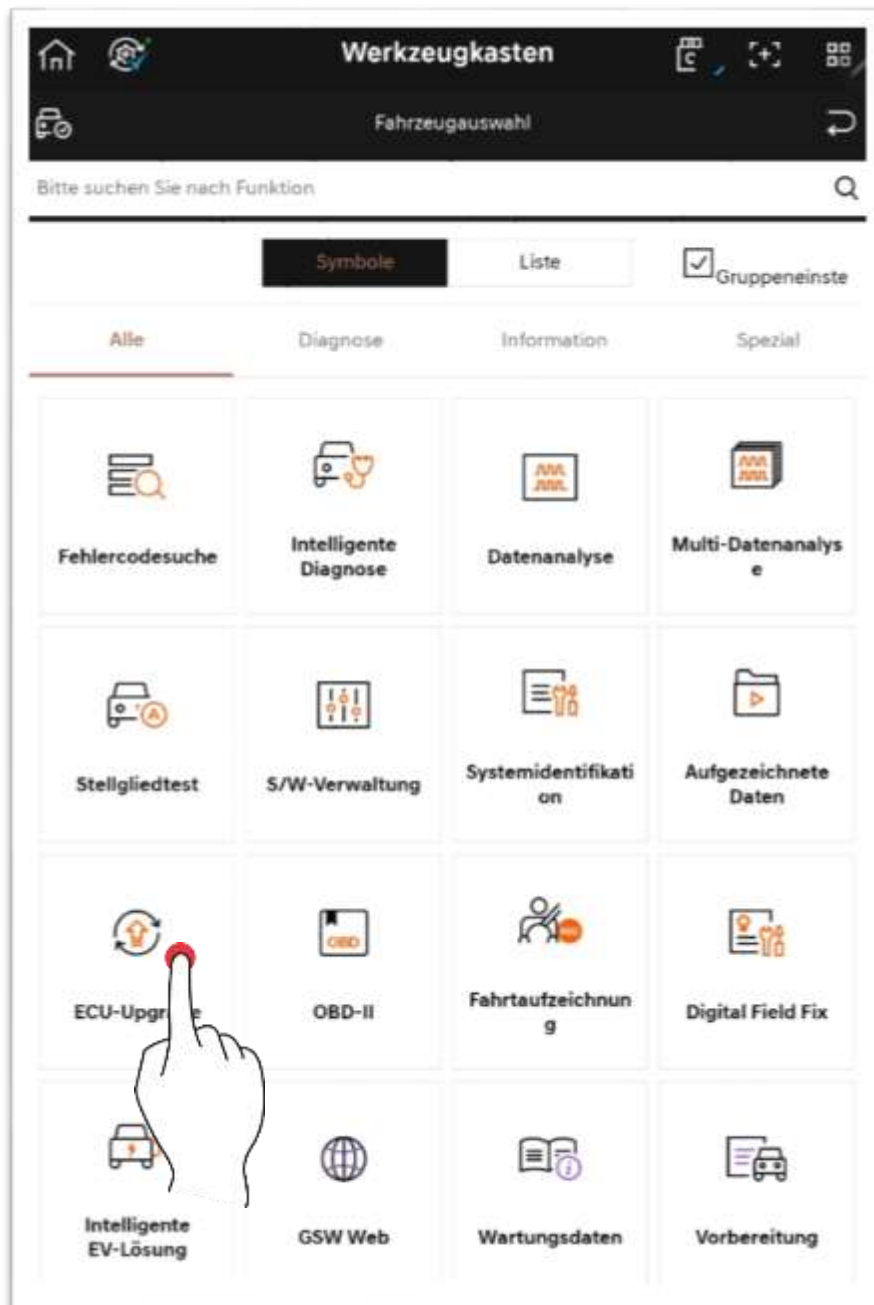 Werkzeugkasten
Fahrzeugauswahl
Bitte suchen Sie nach Funktion
Symbole Liste Gruppeneinste
Alle Diagnose Information Spezial
Fehlercodesuche
Intelligente
Diagnose
Datenanalyse
Multi-Datenanalys
e
Stellgliedtest
S/W-Verwaltung
Systemidentifikati
on
Aufgezeichnete
Daten
OBD
ECU-Upgrade
OBD-II
Fahrtaufzeichnun
g
Digital Field Fix
Intelligente
EV-Lösung
GSW Web
Wartungsdaten
Vorbereitung